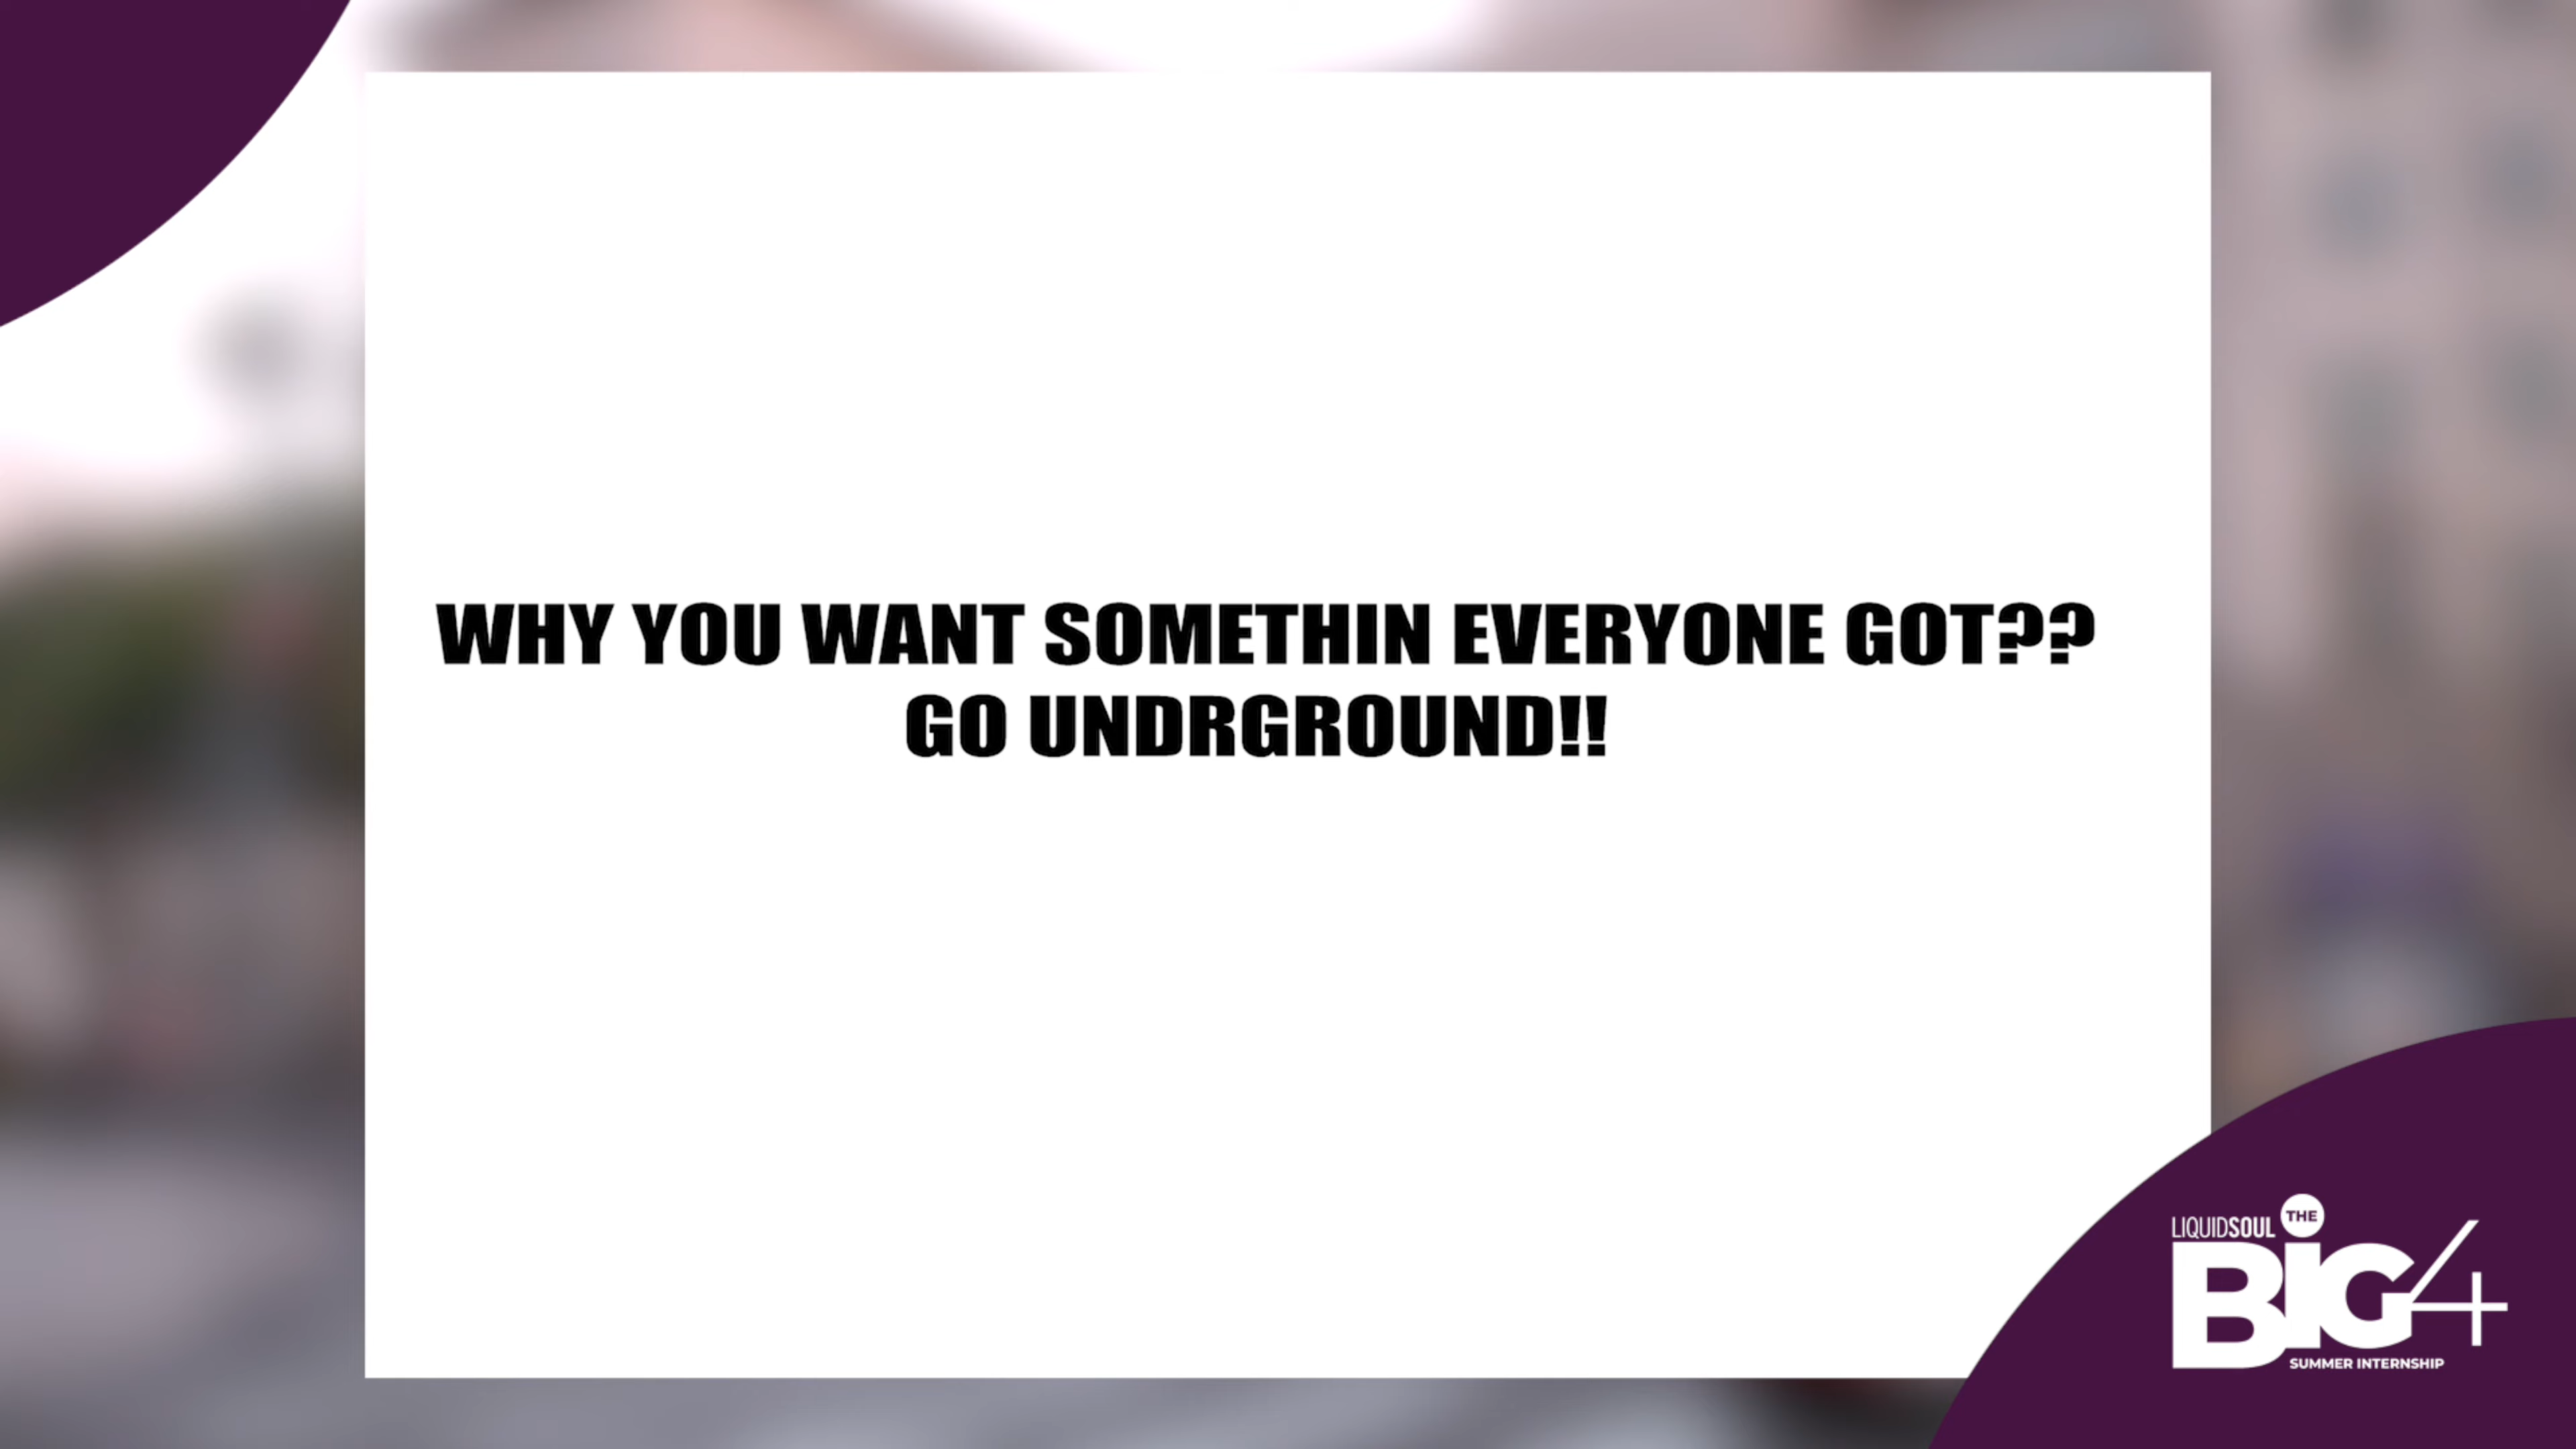 WHY YOU WANT SOMETHIN EVERYONE GOT??
GO UNDRGROUND!!
LIQUIDSOUL THE
BiG4
SUMMER INTERNSHIP